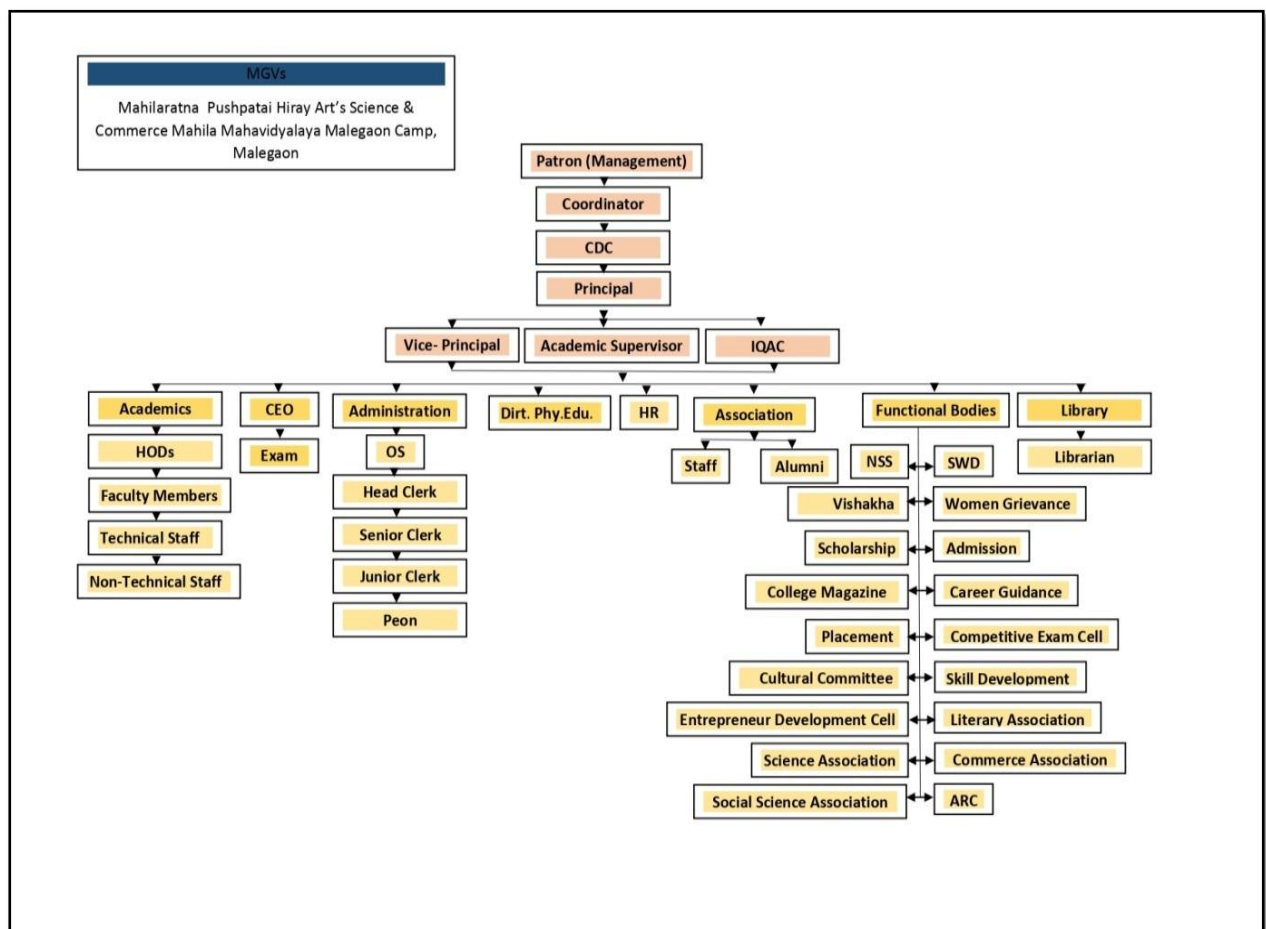 MGVs
Mahilaratna Pushpatai Hiray Art's Science &
Commerce Mahila Mahavidyalaya Malegaon Camp,
Malegaon
Patron (Management)
Coordinator
CDC
Principal
Vice- Principal
Academic Supervisor
IQAC
Academics
CEO
Administration
Dirt. Phy.Edu.
HR
Association
Functional Bodies
Library
HODs
Faculty Members
Technical Staff
Non-Technical Staff
Exam
OS
Head Clerk
Senior Clerk
Junior Clerk
Peon
Staff
Alumni
NSS
SWD
Vishakha
Women Grievance
Scholarship
Admission
College Magazine
Career Guidance
Placement
Competitive Exam Cell
Cultural Committee
Skill Development
Entrepreneur Development Cell
Literary Association
Science Association
Commerce Association
Social Science Association
ARC
Librarian